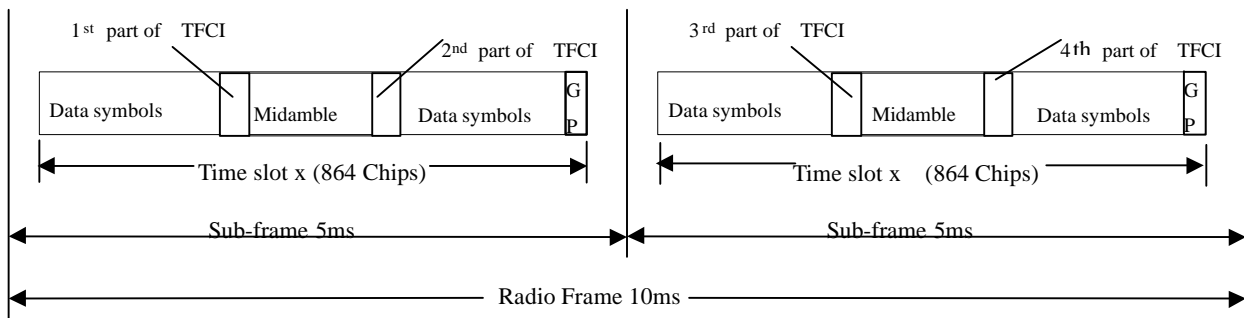 1st part of TFCI
2nd part of TFCI
Data symbols
Midamble
Data symbols
G
P
Time slot x (864 Chips)
Sub-frame 5ms
3rd part of TFCI
4th part of TFCI
Data symbols
Midamble
Data symbols
G
P
Time slot x (864 Chips)
Sub-frame 5ms
Radio Frame 10ms